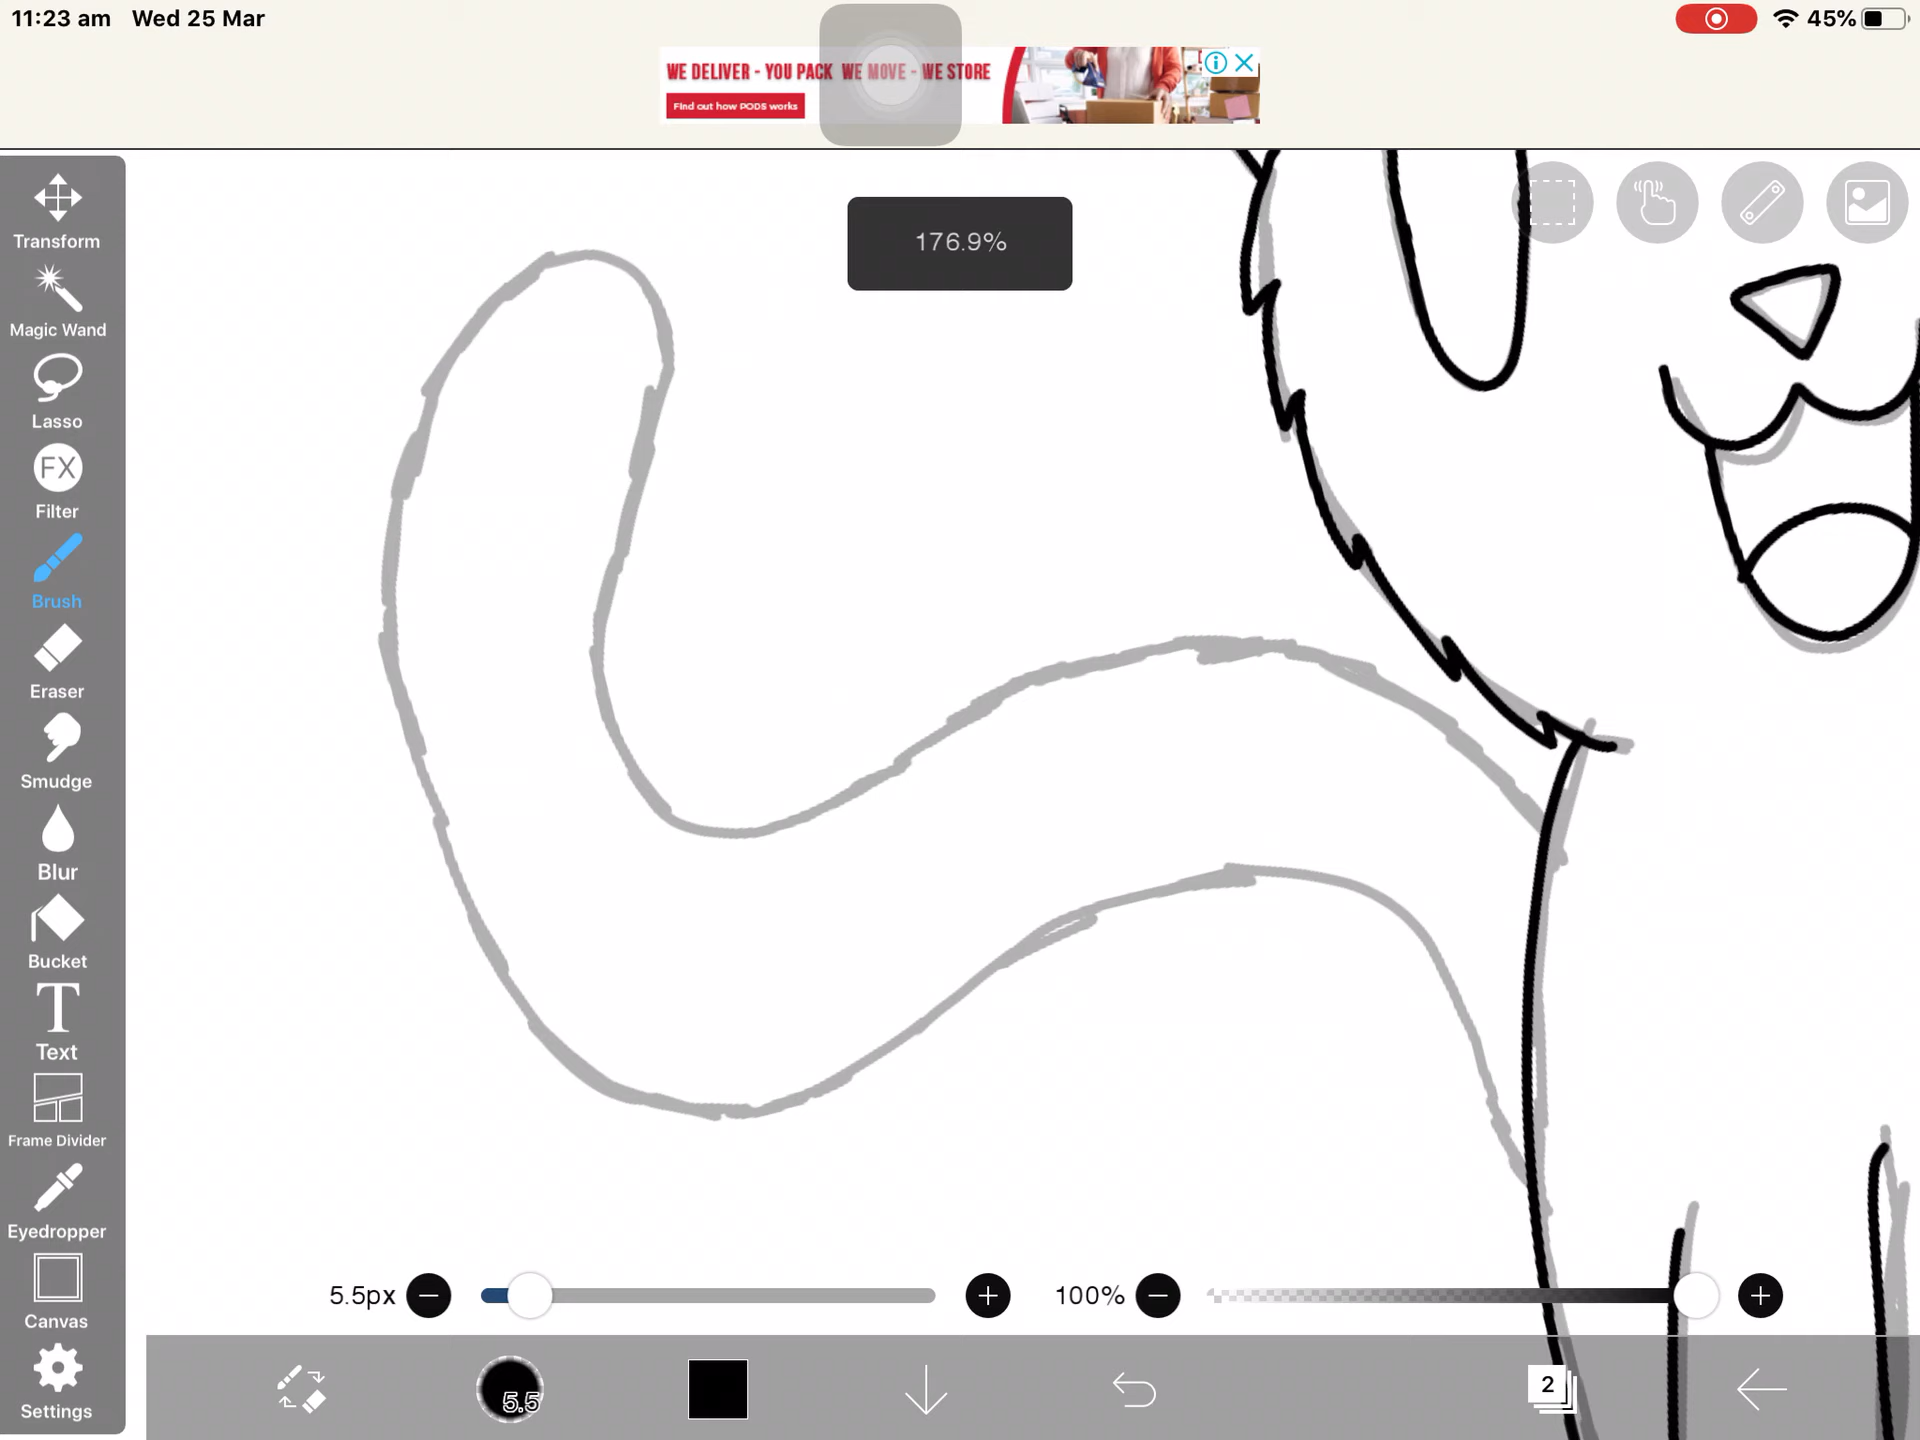 11:23 am Wed 25 Mar
45%
WE DELIVER - YOU PACK WE MOVE - WE STORE
Find out how PODS works
176.9%
Transform
Magic Wand
Lasso
FX
Filter
Brush
Eraser
Smudge
Blur
Bucket
T
Text
Frame Divider
Eyedropper
Canvas
Settings
5.5px
100%
5.5
2